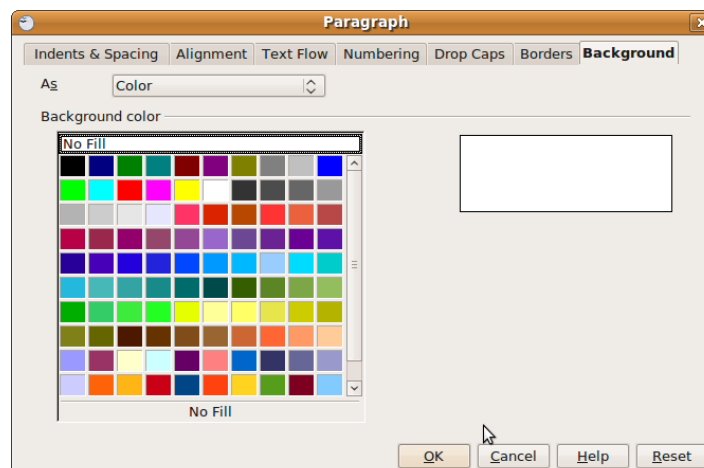 Paragraph
Indents & Spacing Alignment Text Flow Numbering Drop Caps Borders Background
As Color
Background color
No Fill
No Fill
OK Cancel Help Reset